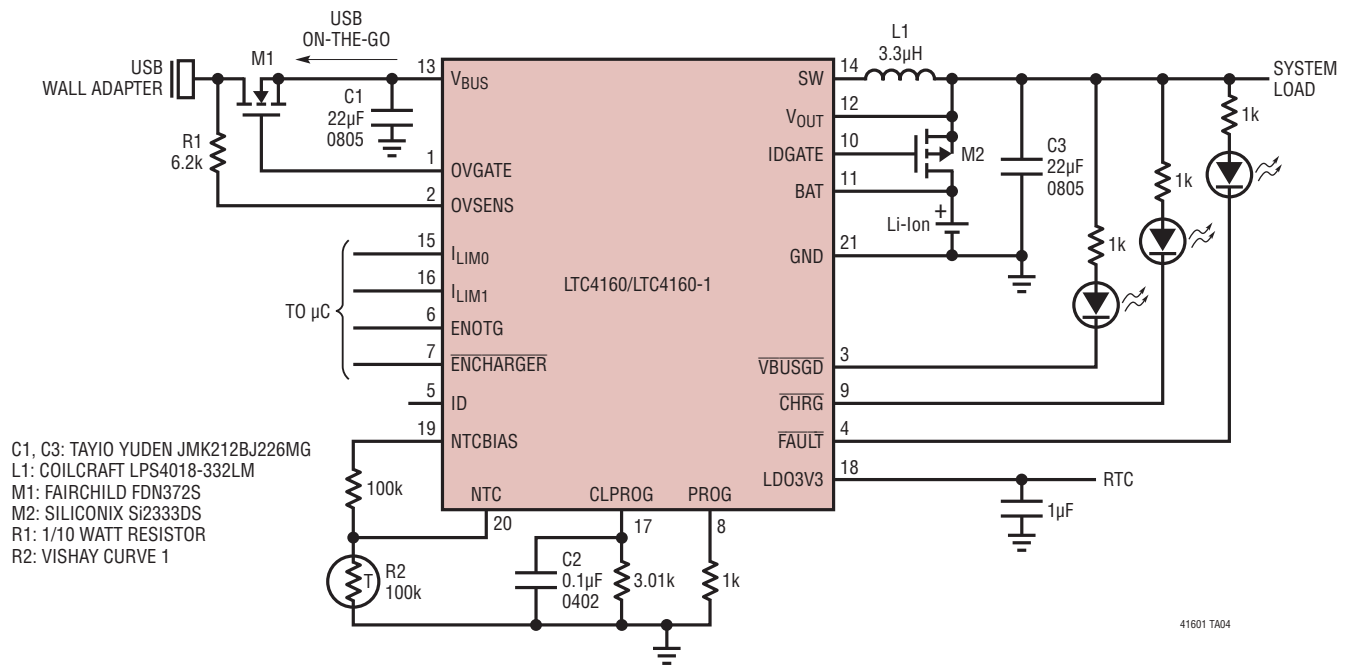 USB
ON-THE-GO
USB
WALL ADAPTER
M1
R1
6.2k
C1
22µF
0805
13
VBUS
1
OVGATE
2
OVSENS
15
ILIM0
16
ILIM1
6
ENOTG
7
ENCHARGER
TO µC
5
ID
19
NTCBIAS
100k
R2
100k
T
NTC
20
CLPROG
17
PROG
8
C2
0.1µF
0402
3.01k
1k
LTC4160/LTC4160-1
SW
14
L1
3.3µH
VOUT
12
IDGATE
10
M2
BAT
11
Li-Ion
+
GND
21
C3
22µF
0805
SYSTEM
LOAD
1k
1k
1k
VBUSGD
3
CHRG
9
FAULT
4
LDO3V3
18
RTC
1µF
C1, C3: TAYIO YUDEN JMK212BJ226MG
L1: COILCRAFT LPS4018-332LM
M1: FAIRCHILD FDN372S
M2: SILICONIX Si2333DS
R1: 1/10 WATT RESISTOR
R2: VISHAY CURVE 1
41601 TA04